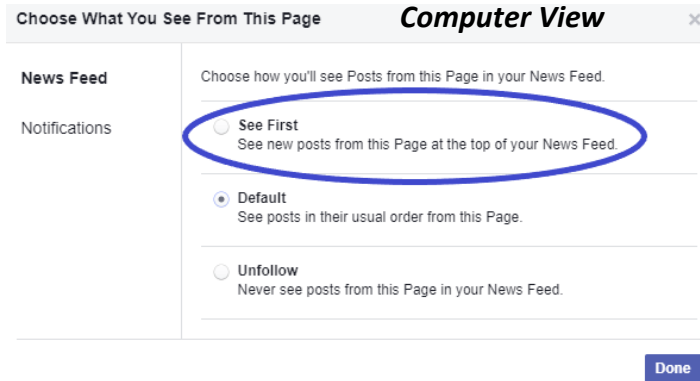 Choose What You See From This Page
Computer View
News Feed
Notifications
Choose how you'll see Posts from this Page in your News Feed.
See First
See new posts from this Page at the top of your News Feed.
Default
See posts in their usual order from this Page.
Unfollow
Never see posts from this Page in your News Feed.
Done